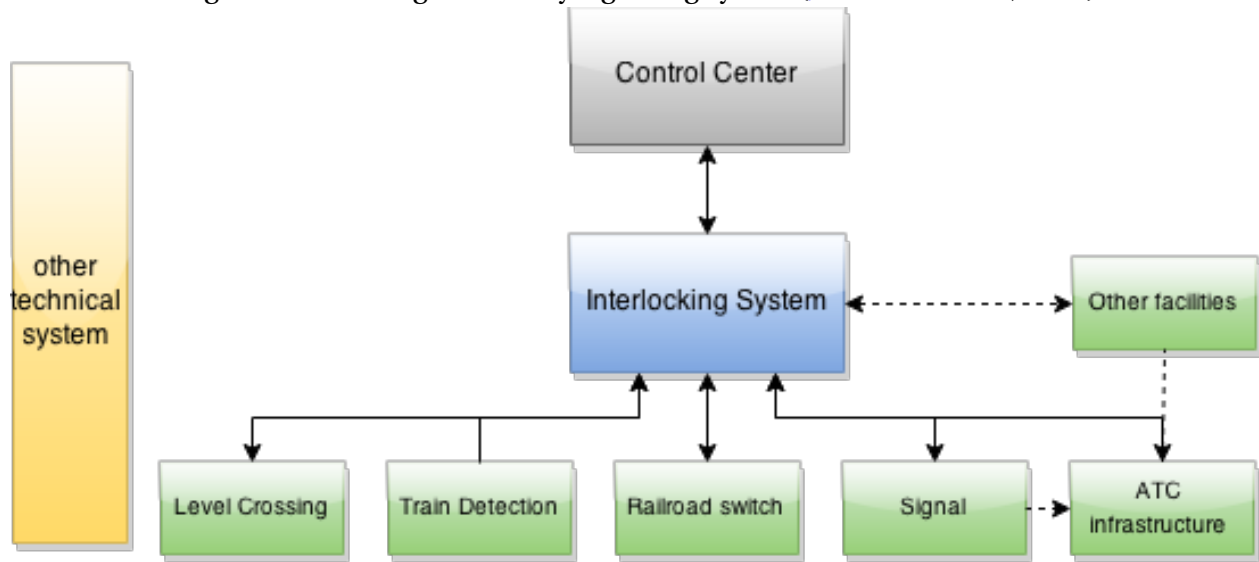 Control Center
other
technical
system
Interlocking System
Other facilities
Level Crossing
Train Detection
Railroad switch
Signal
ATC
infrastructure